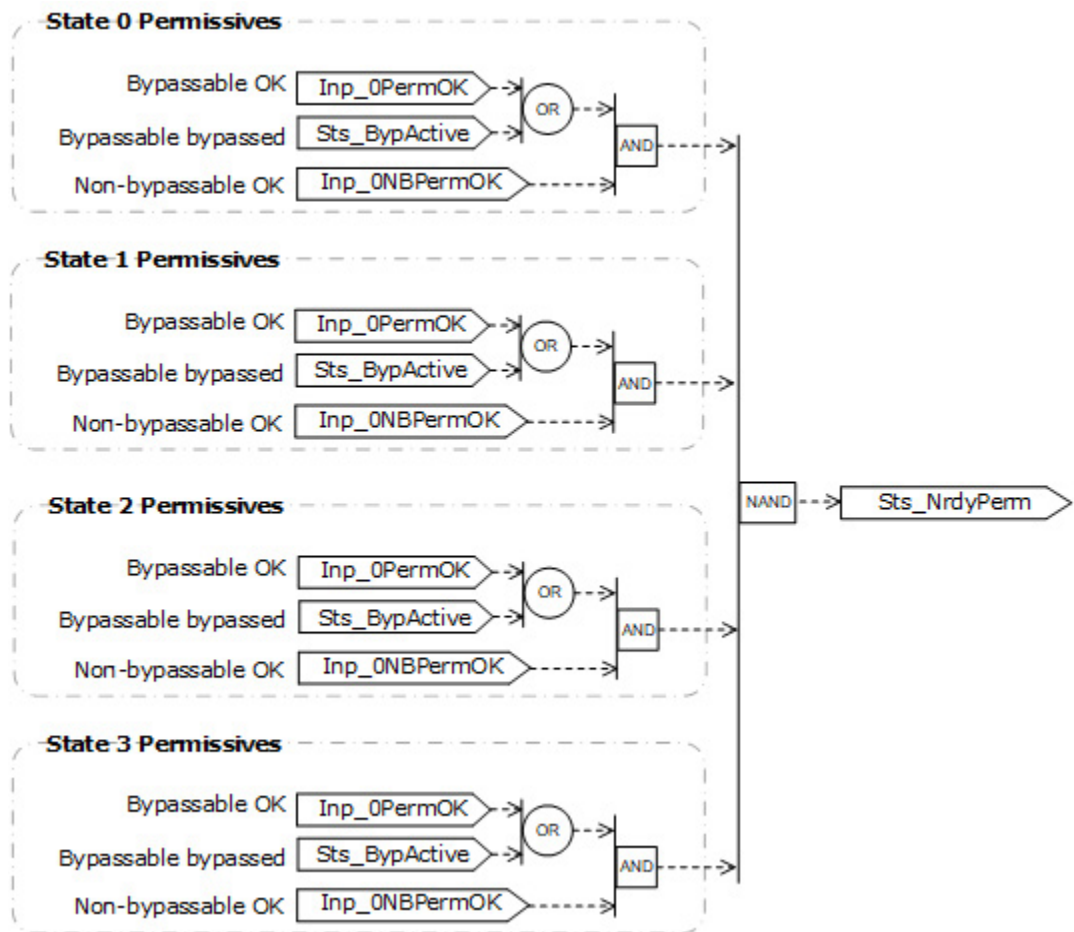 State 0 Permissives
Bypassable OK Inp_0PermOK
OR
Bypassable bypassed Sts_BypActive
AND
Non-bypassable OK Inp_0NBPermOK
State 1 Permissives
Bypassable OK Inp_0PermOK
OR
Bypassable bypassed Sts_BypActive
AND
Non-bypassable OK Inp_0NBPermOK
NAND Sts_NrdyPerm
State 2 Permissives
Bypassable OK Inp_0PermOK
OR
Bypassable bypassed Sts_BypActive
AND
Non-bypassable OK Inp_0NBPermOK
State 3 Permissives
Bypassable OK Inp_0PermOK
OR
Bypassable bypassed Sts_BypActive
AND
Non-bypassable OK Inp_0NBPermOK